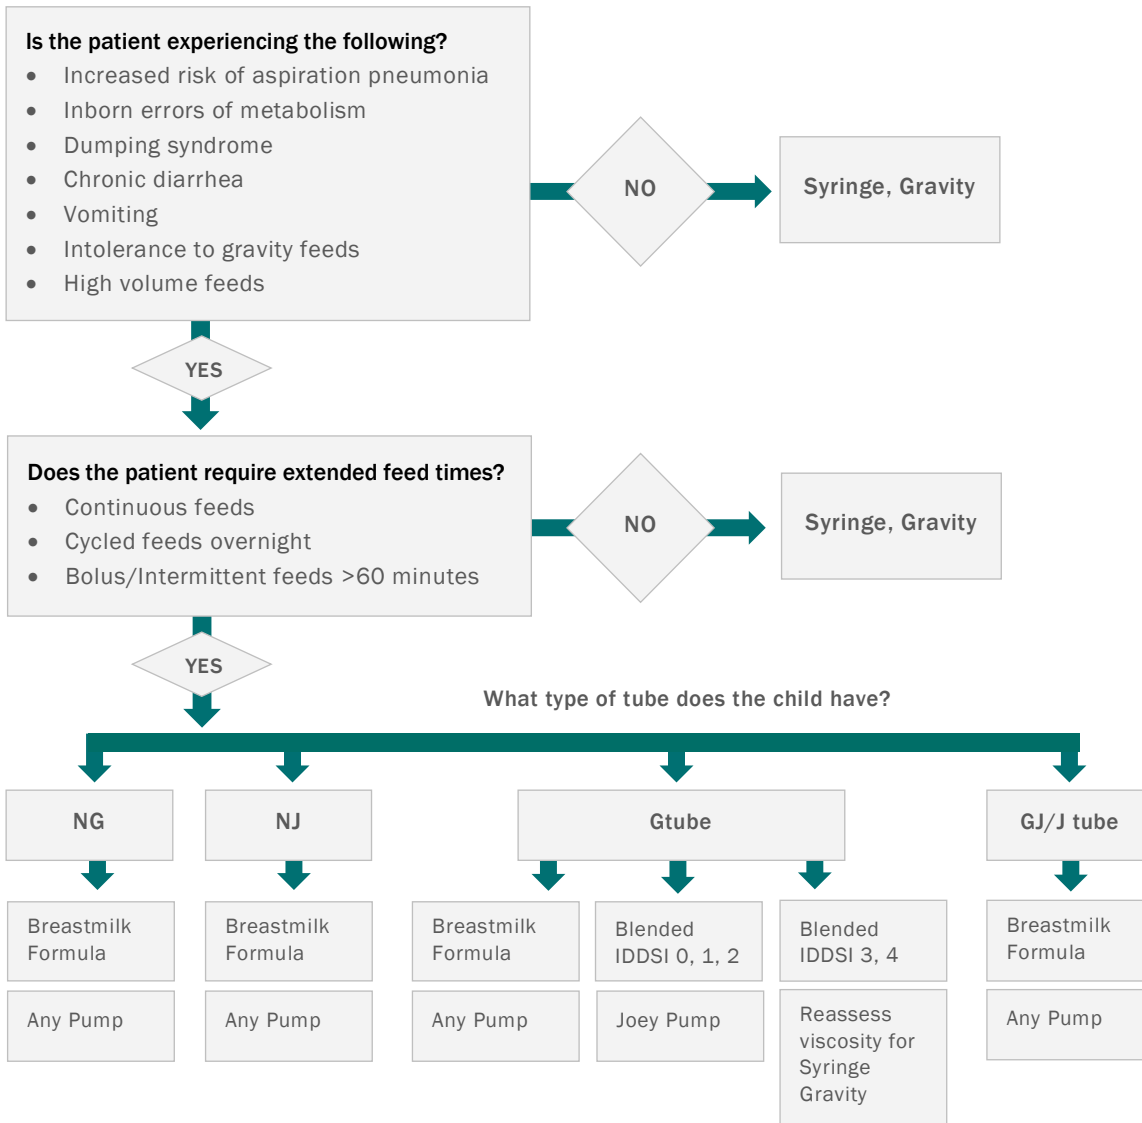 Is the patient experiencing the following?
• Increased risk of aspiration pneumonia
• Inborn errors of metabolism
• Dumping syndrome
• Chronic diarrhea
• Vomiting
• Intolerance to gravity feeds
• High volume feeds
NO
Syringe, Gravity
YES
Does the patient require extended feed times?
• Continuous feeds
• Cycled feeds overnight
• Bolus/Intermittent feeds >60 minutes
NO
Syringe, Gravity
YES
What type of tube does the child have?
NG
NJ
Gtube
GJ/J tube
Breastmilk
Formula
Breastmilk
Formula
Breastmilk
Formula
Blended
IDDSI 0, 1, 2
Blended
IDDSI 3, 4
Breastmilk
Formula
Any Pump
Any Pump
Any Pump
Joey Pump
Reassess
viscosity for
Syringe
Gravity
Any Pump